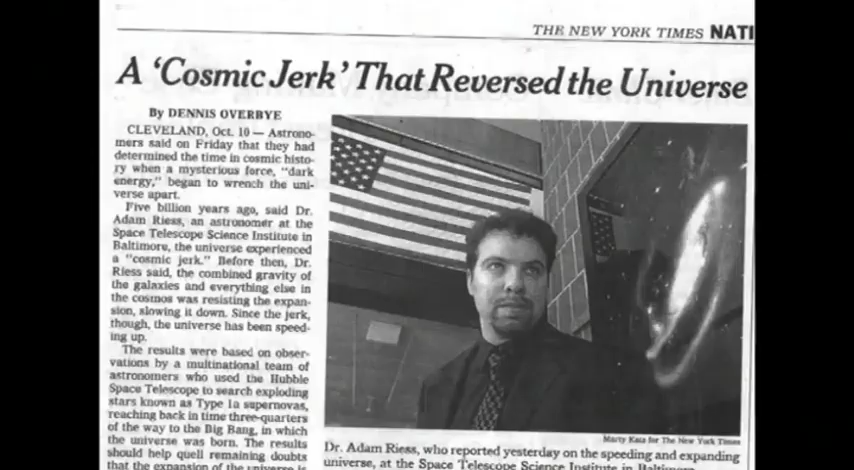 THE NEW YORK TIMES NATI
A ‘Cosmic Jerk’ That Reversed the Universe
By DENNIS OVERBYE
CLEVELAND, Oct. 10 — Astrono-
mers said on Friday that they had
determined the time in cosmic histo-
ry when a mysterious force, "dark
energy," began to wrench the uni-
verse apart.
Five billion years ago, said Dr.
Adam Riess, an astronomer at the
Space Telescope Science Institute in
Baltimore, the universe experienced
a "cosmic jerk." Before then, Dr.
Riess said, the combined gravity of
the galaxies and everything else in
the cosmos was resisting the expan-
sion, slowing it down. Since the jerk,
though, the universe has been speed-
ing up.
The results were based on obser-
vations by a multinational team of
astronomers who used the Hubble
Space Telescope to search exploding
stars known as Type 1a supernovas,
reaching back in time three-quarters
of the way to the Big Bang, in which
the universe was born. The results
should help quell remaining doubts
that the expansion of the universe is
Marty Katz for The New York Times
Dr. Adam Riess, who reported yesterday on the speeding and expanding
universe, at the Space Telescope Science Institute in Baltimore